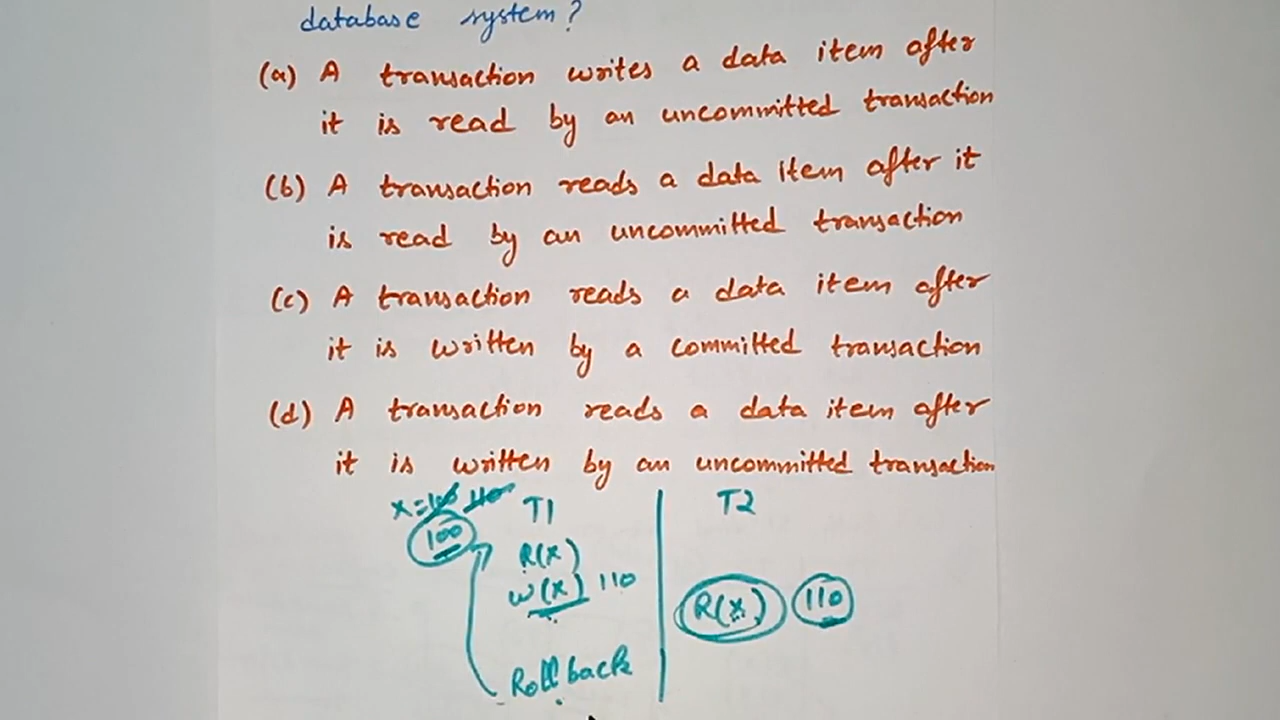 database system?
(a) A transaction writes a data item after
it is read by an uncommitted transaction
(b) A transaction reads a data item after it
is read by an uncommitted transaction
(c) A transaction reads a data item after
it is written by a committed transaction
(d) A transaction reads a data item after
it is written by an uncommitted transaction
x=100 110 T1 T2
100
R(x)
W(x) 110 R(x) 110
Rollback